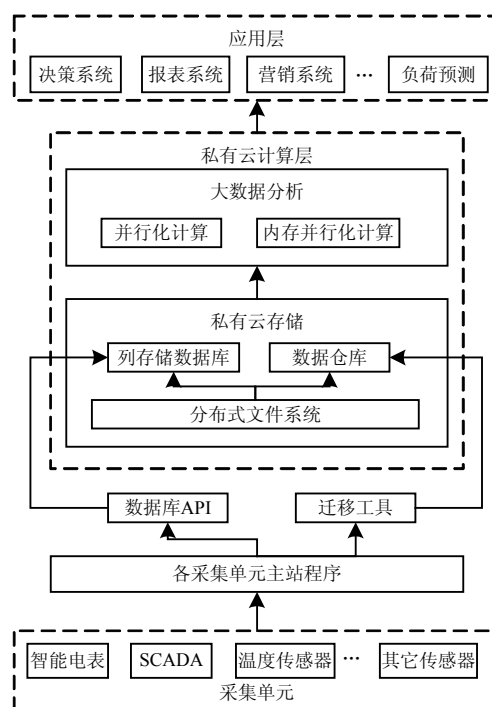 应用层
决策系统 报表系统 营销系统 … 负荷预测
私有云计算层
大数据分析
并行化计算 内存并行化计算
私有云存储
列存储数据库 数据仓库
分布式文件系统
数据库API 迁移工具
各采集单元主站程序
智能电表 SCADA 温度传感器 … 其它传感器
采集单元